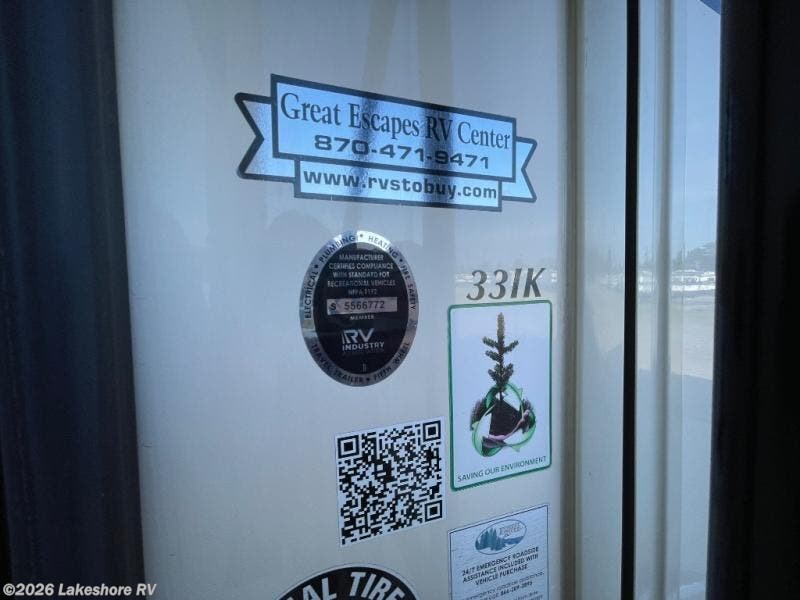 Great Escapes RV Center
870-471-9471
www.rvstobuy.com
ELECTRICAL • PLUMBING • HEATING • FIRE SAFETY
MANUFACTURER
CERTIFIES COMPLIANCE
WITH STANDARD FOR
RECREATIONAL VEHICLES
NFPA 1192
S 5566772
MEMBER
RV
INDUSTRY
TRAVEL TRAILER • FIFTH WHEEL
33IK
SAVING OUR ENVIRONMENT
24/7 EMERGENCY ROADSIDE
ASSISTANCE INCLUDED WITH
VEHICLE PURCHASE
AL TIRE
©2026 Lakeshore RV